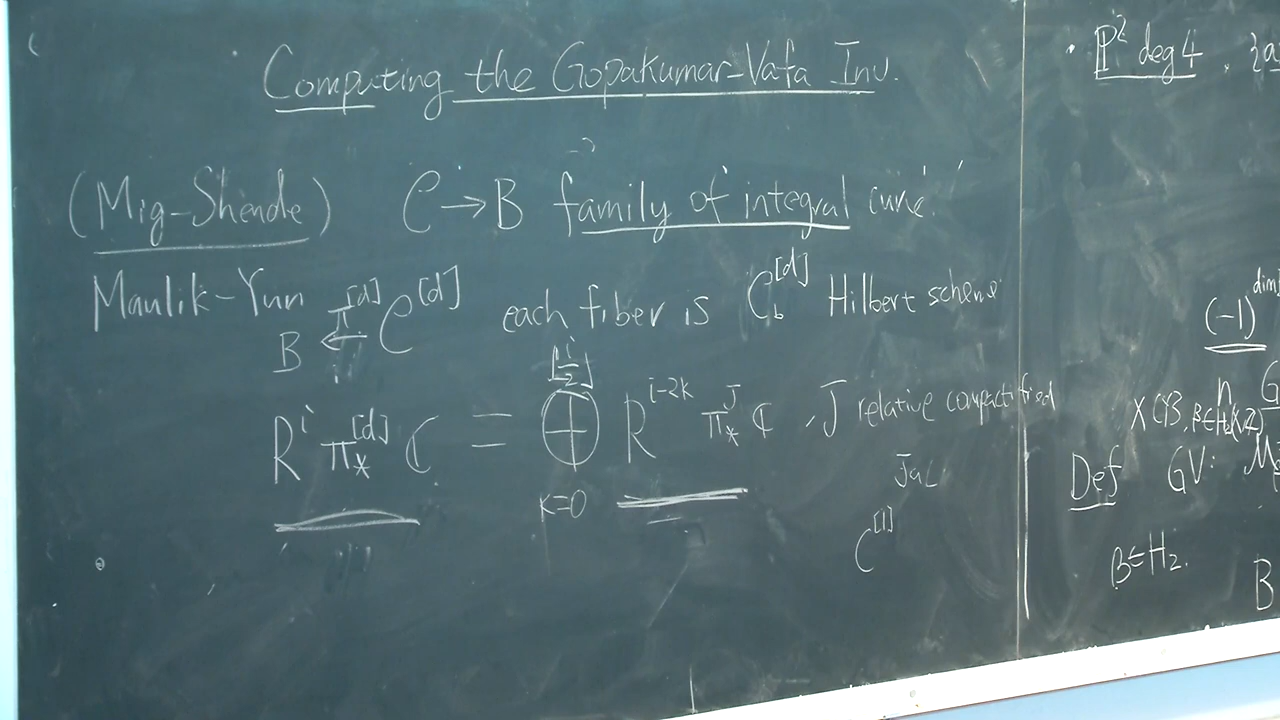 Computing the Gopakumar-Vafa Inv.
(Mig-Shende) C → B family of integral curve.
Maulik-Yun
B ← C^[d] π^[d] each fiber is C_b^[d] Hilbert scheme
R^i π_*^[d] ℂ = ⊕_{k=0}^{[i/2]} R^{i-2k} π_*^J ℂ , J relative compactified
Jac
C^[1]
· ℙ² deg 4 .
(-1)^dim
n
X CY3, β∈H_2(X,ℤ)
Def GV:
β∈H_2.
B